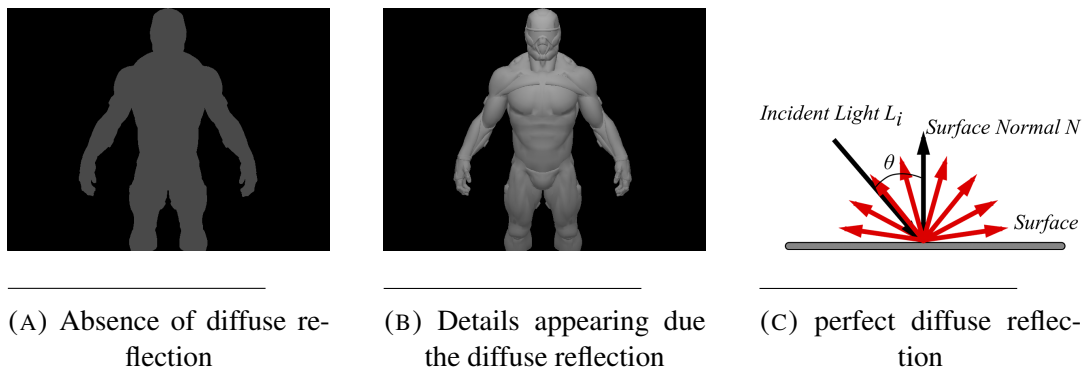 Incident Light Li
Surface Normal N
θ
Surface
(A) Absence of diffuse re-
flection
(B) Details appearing due
the diffuse reflection
(C) perfect diffuse reflec-
tion